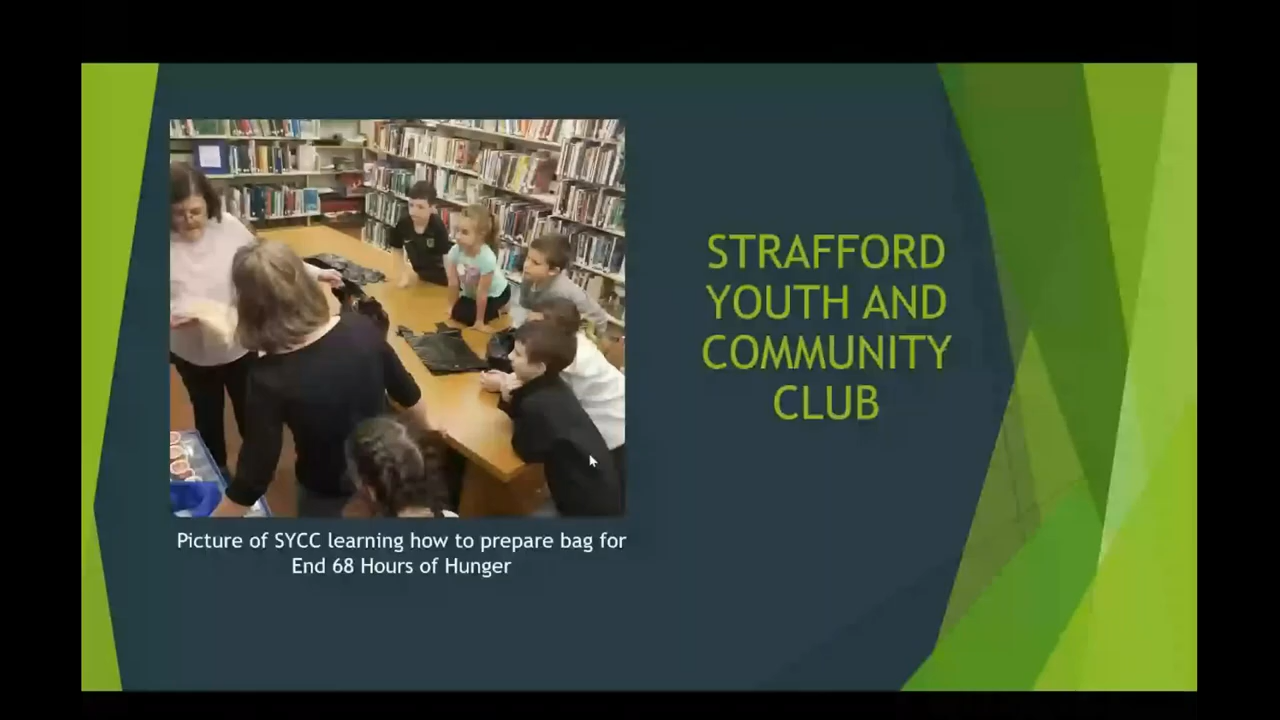 STRAFFORD
YOUTH AND
COMMUNITY
CLUB
Picture of SYCC learning how to prepare bag for
End 68 Hours of Hunger